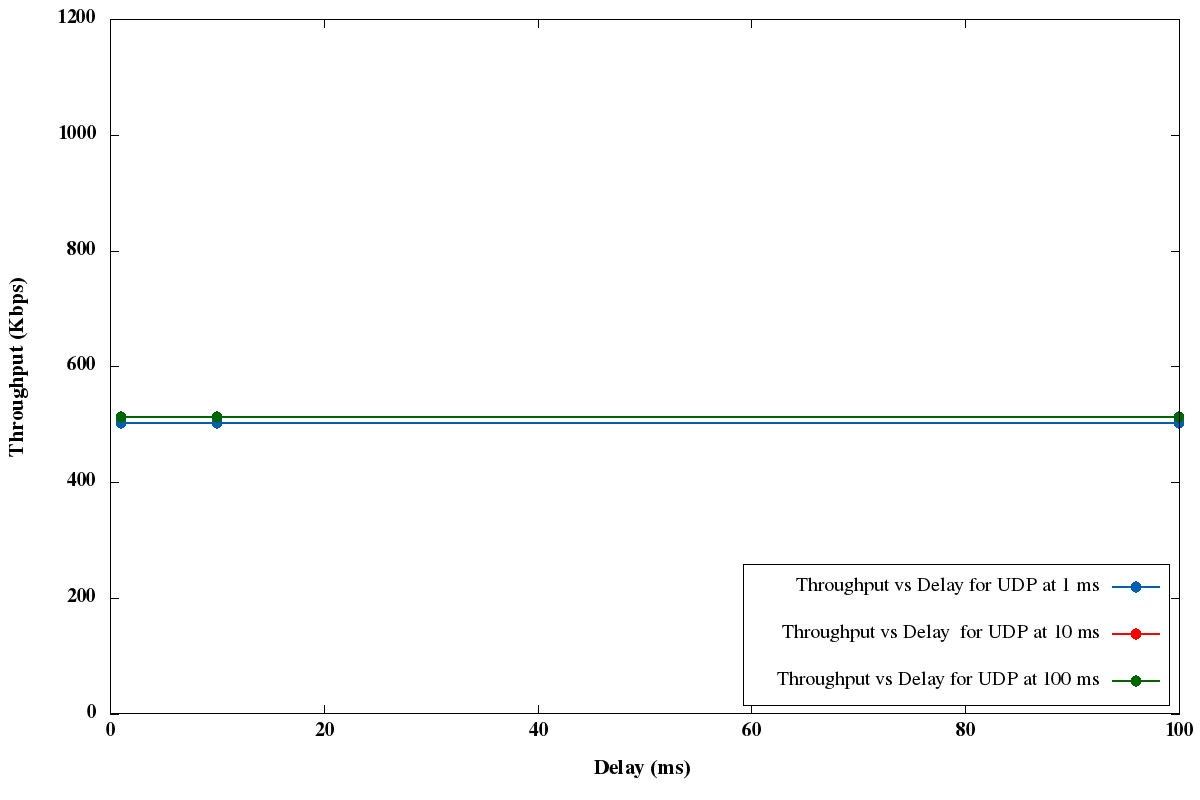 1200
1000
800
600
400
200
0
Throughput (Kbps)
Throughput vs Delay for UDP at 1 ms
Throughput vs Delay  for UDP at 10 ms
Throughput vs Delay for UDP at 100 ms
0 20 40 60 80 100
Delay (ms)